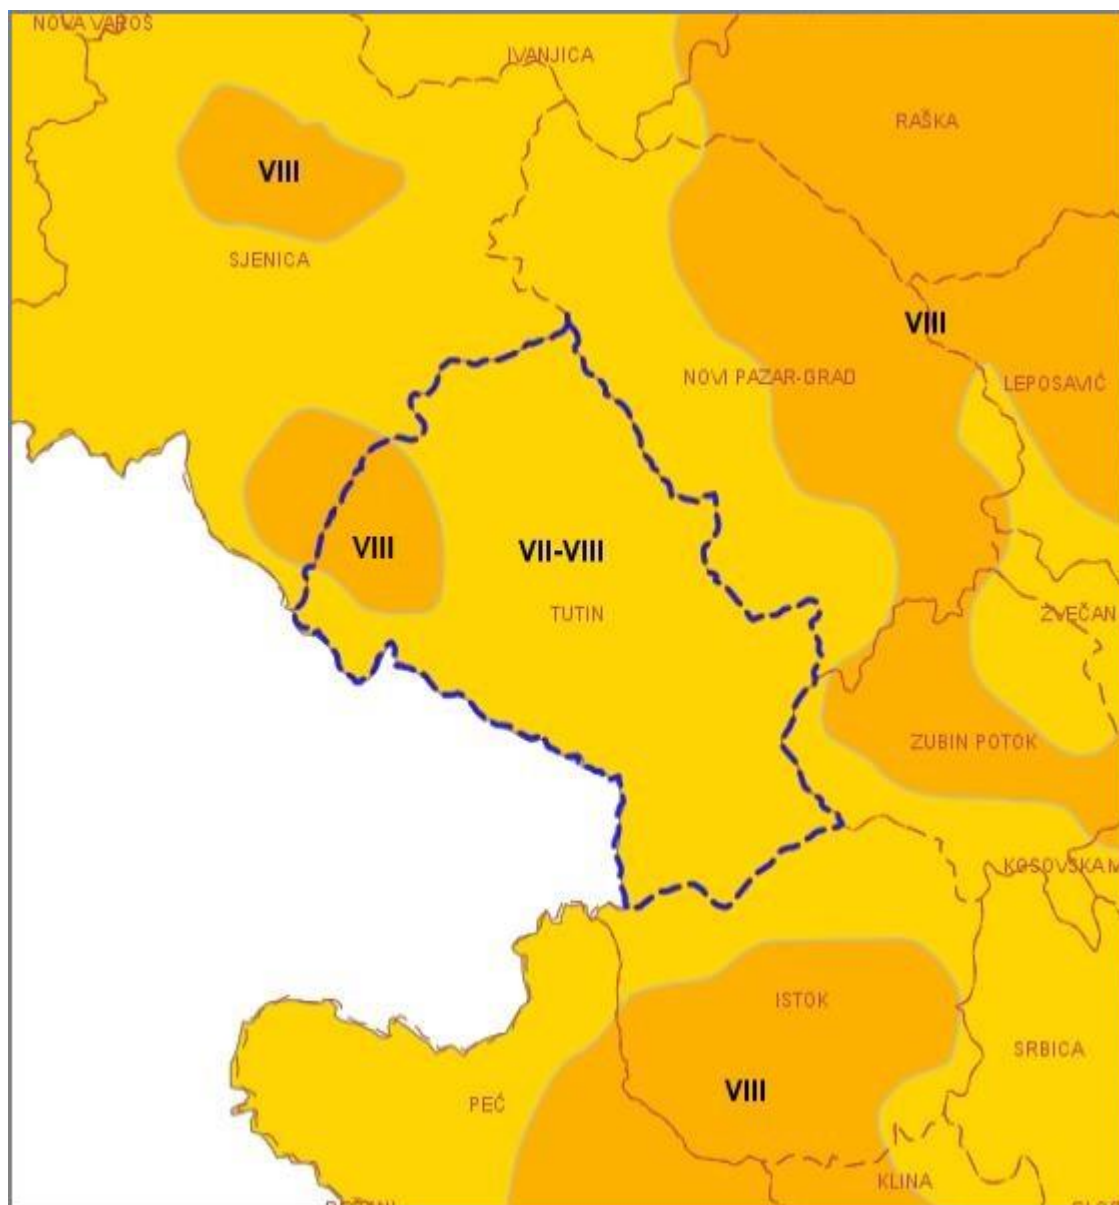 NOVA VAROŠ
IVANJICA
RAŠKA
VIII
SJENICA
VIII
NOVI PAZAR-GRAD
LEPOSAVIĆ
VIII
VII-VIII
TUTIN
ZVEČAN
ZUBIN POTOK
KOSOVSKA M
ISTOK
SRBICA
VIII
PEĆ
KLINA